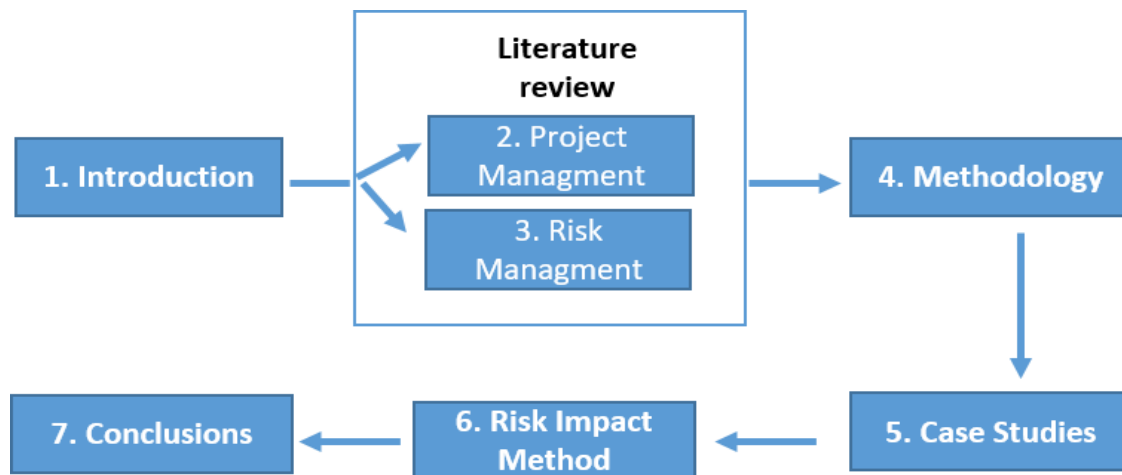 Literature
review
1. Introduction
2. Project
Managment
3. Risk
Managment
4. Methodology
5. Case Studies
6. Risk Impact
Method
7. Conclusions